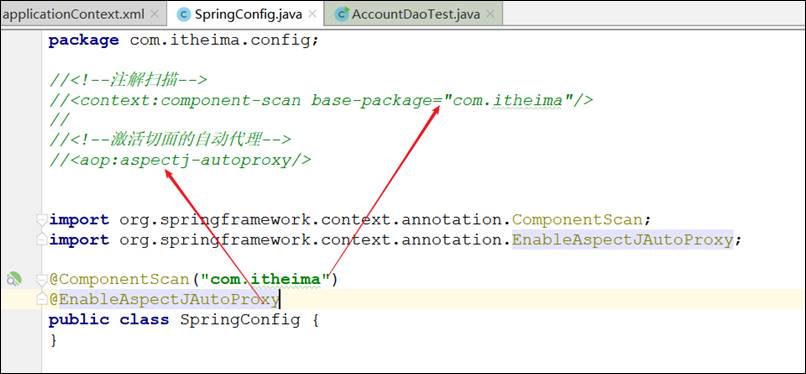 applicationContext.xml × SpringConfig.java × AccountDaoTest.java ×
package com.itheima.config;
//<!--注解扫描-->
//<context:component-scan base-package="com.itheima"/>
//
//<!--激活切面的自动代理-->
//<aop:aspectj-autoproxy/>
import org.springframework.context.annotation.ComponentScan;
import org.springframework.context.annotation.EnableAspectJAutoProxy;
@ComponentScan("com.itheima")
@EnableAspectJAutoProxy
public class SpringConfig {
}